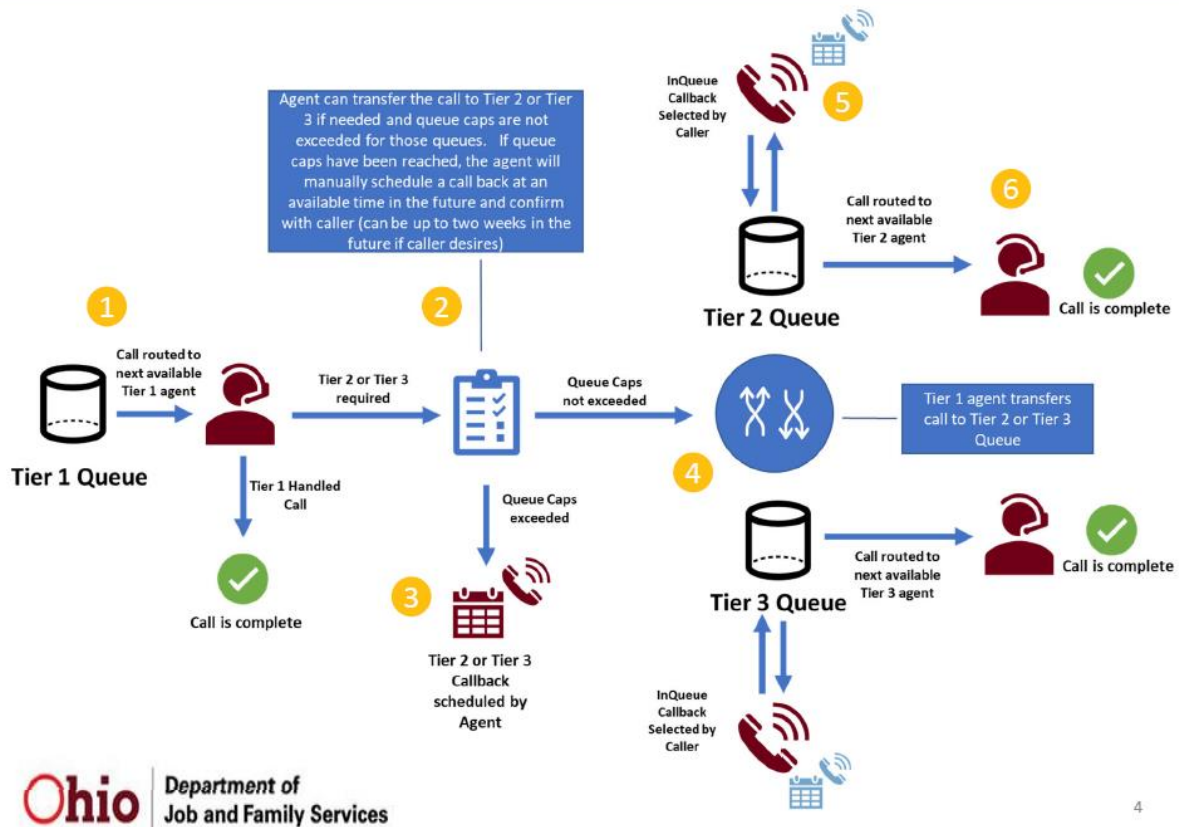 InQueue
Callback
Selected by
Caller
5
Agent can transfer the call to Tier 2 or Tier
3 if needed and queue caps are not
exceeded for those queues. If queue
caps have been reached, the agent will
manually schedule a call back at an
available time in the future and confirm
with caller (can be up to two weeks in the
future if caller desires)
6
Call routed to
next available
Tier 2 agent
Tier 2 Queue
Call is complete
1
2
Call routed to
next available
Tier 1 agent
Tier 2 or Tier 3
required
Queue Caps
not exceeded
Tier 1 agent transfers
call to Tier 2 or Tier 3
Queue
Tier 1 Queue
4
Tier 1 Handled
Call
Queue Caps
exceeded
Call is complete
3
Tier 2 or Tier 3
Callback
scheduled by
Agent
Call routed to
next available
Tier 3 agent
Call is complete
Tier 3 Queue
InQueue
Callback
Selected by
Caller
Ohio
Department of
Job and Family Services
4